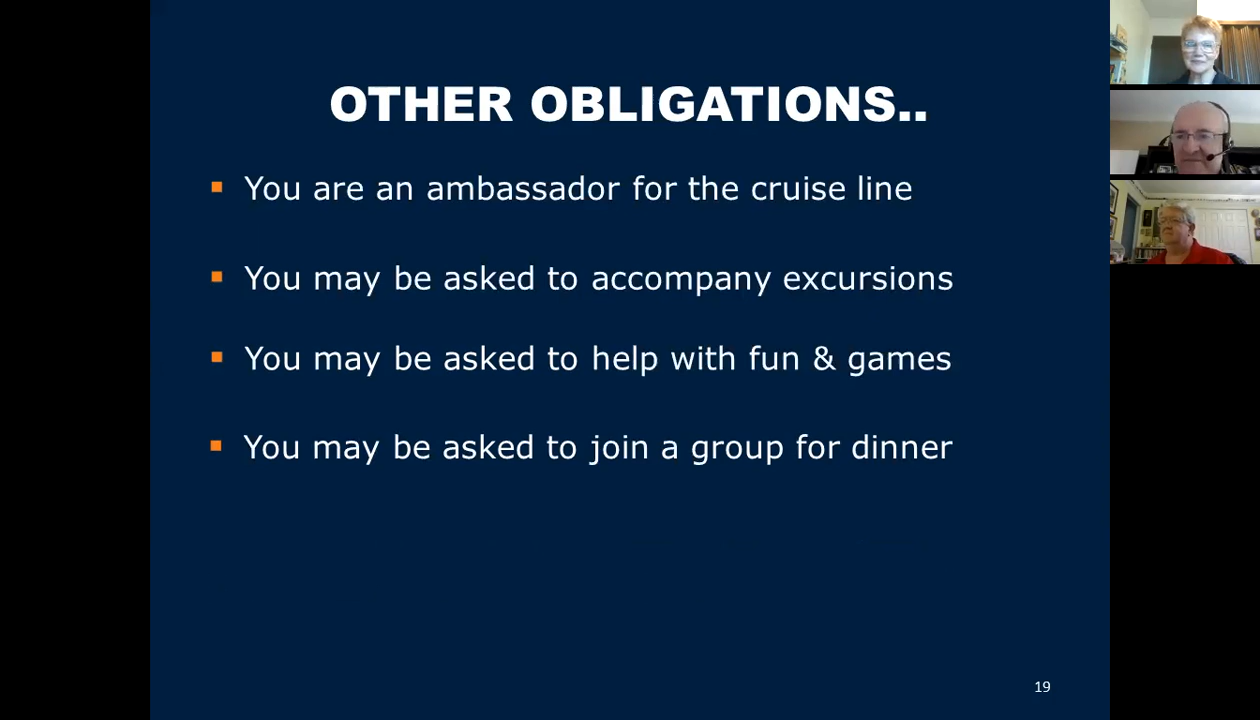 OTHER OBLIGATIONS..
You are an ambassador for the cruise line
You may be asked to accompany excursions
You may be asked to help with fun & games
You may be asked to join a group for dinner
19